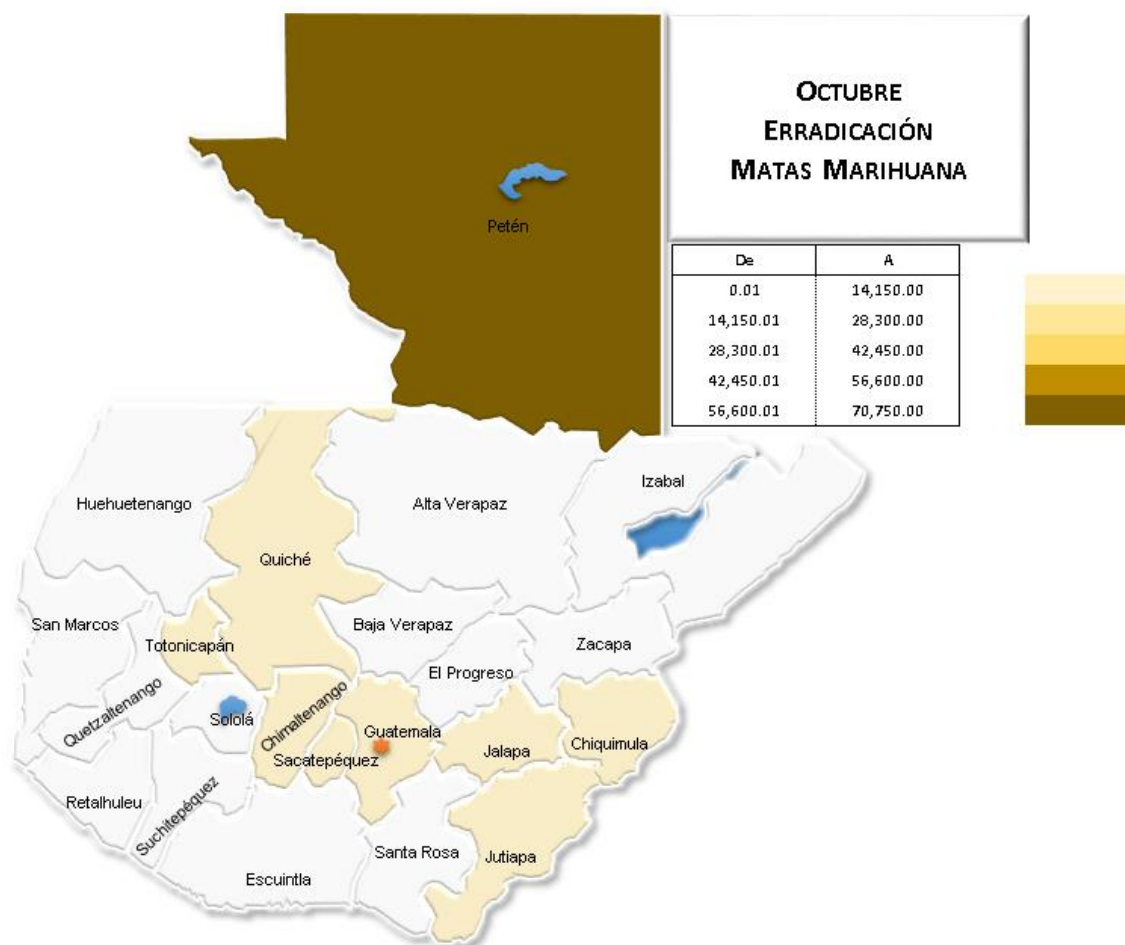 OCTUBRE
ERRADICACIÓN
MATAS MARIHUANA
Petén
De A
0.01 14,150.00
14,150.01 28,300.00
28,300.01 42,450.00
42,450.01 56,600.00
56,600.01 70,750.00
Huehuetenango
Alta Verapaz
Izabal
Quiché
San Marcos
Totonicapán
Baja Verapaz
Zacapa
El Progreso
Quetzaltenango
Sololá
Chimaltenango
Guatemala
Sacatepéquez
Jalapa
Chiquimula
Retalhuleu
Suchitepéquez
Santa Rosa
Jutiapa
Escuintla